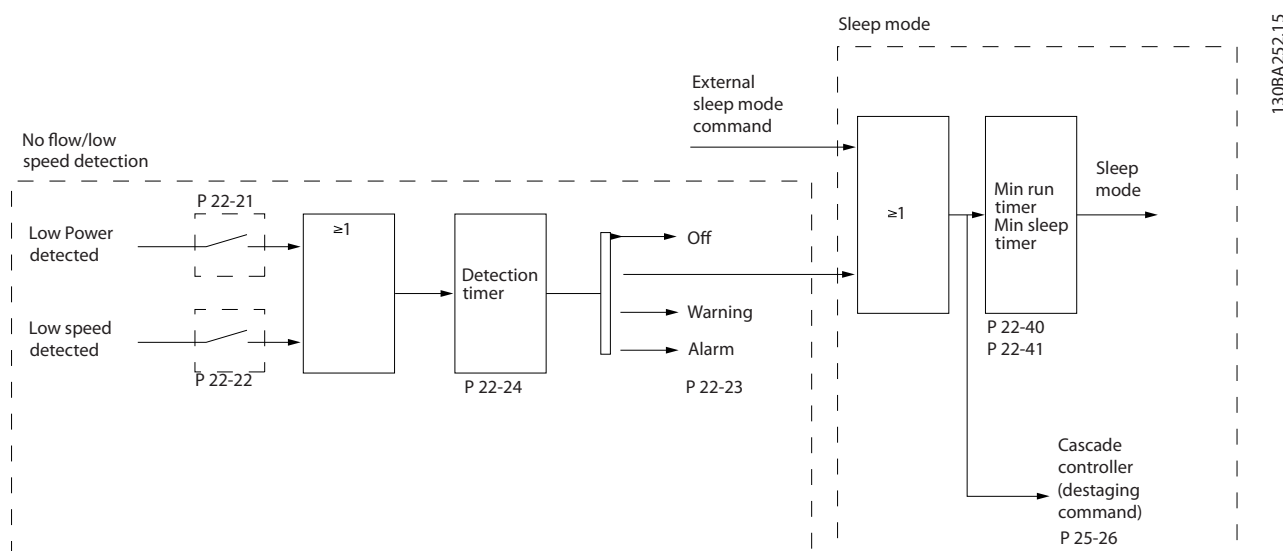 Sleep mode
130BA252.15
External
sleep mode
command
No flow/low
speed detection
P 22-21
Low Power
detected
≥1
Detection
timer
Off
Warning
Alarm
Low speed
detected
P 22-22
P 22-24
P 22-23
≥1
Min run
timer
Min sleep
timer
Sleep
mode
P 22-40
P 22-41
Cascade
controller
(destaging
command)
P 25-26